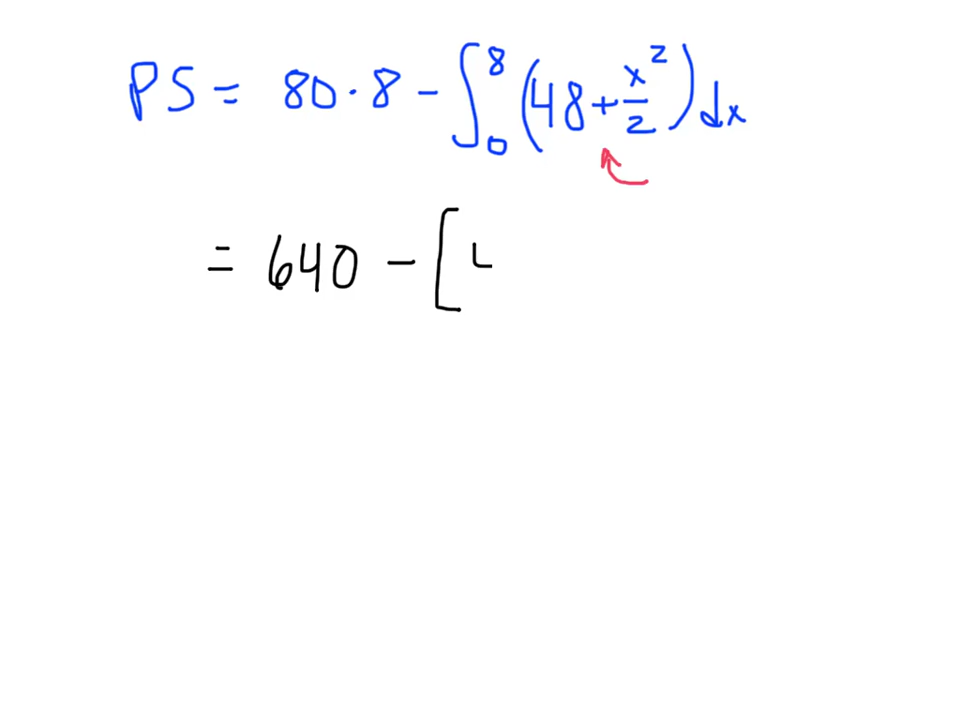 PS = 80 · 8 - ∫₀⁸ (48 + x²/2) dx
= 640 - [